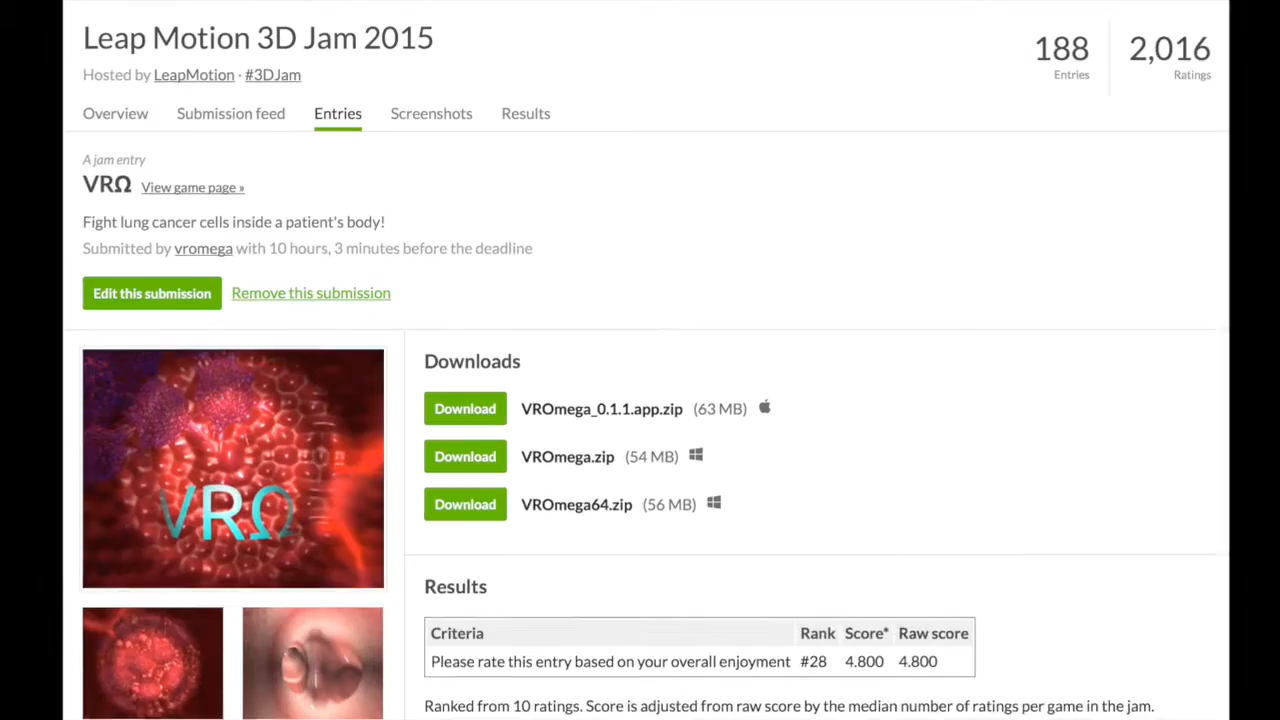 Leap Motion 3D Jam 2015
188
Entries
2,016
Ratings
Hosted by LeapMotion · #3DJam
Overview Submission feed Entries Screenshots Results
A jam entry
VRΩ View game page »
Fight lung cancer cells inside a patient's body!
Submitted by vromega with 10 hours, 3 minutes before the deadline
Edit this submission Remove this submission
VRΩ
Downloads
Download VROmega_0.1.1.app.zip (63 MB)
Download VROmega.zip (54 MB)
Download VROmega64.zip (56 MB)
Results
Criteria Rank Score* Raw score
Please rate this entry based on your overall enjoyment #28 4.800 4.800
Ranked from 10 ratings. Score is adjusted from raw score by the median number of ratings per game in the jam.